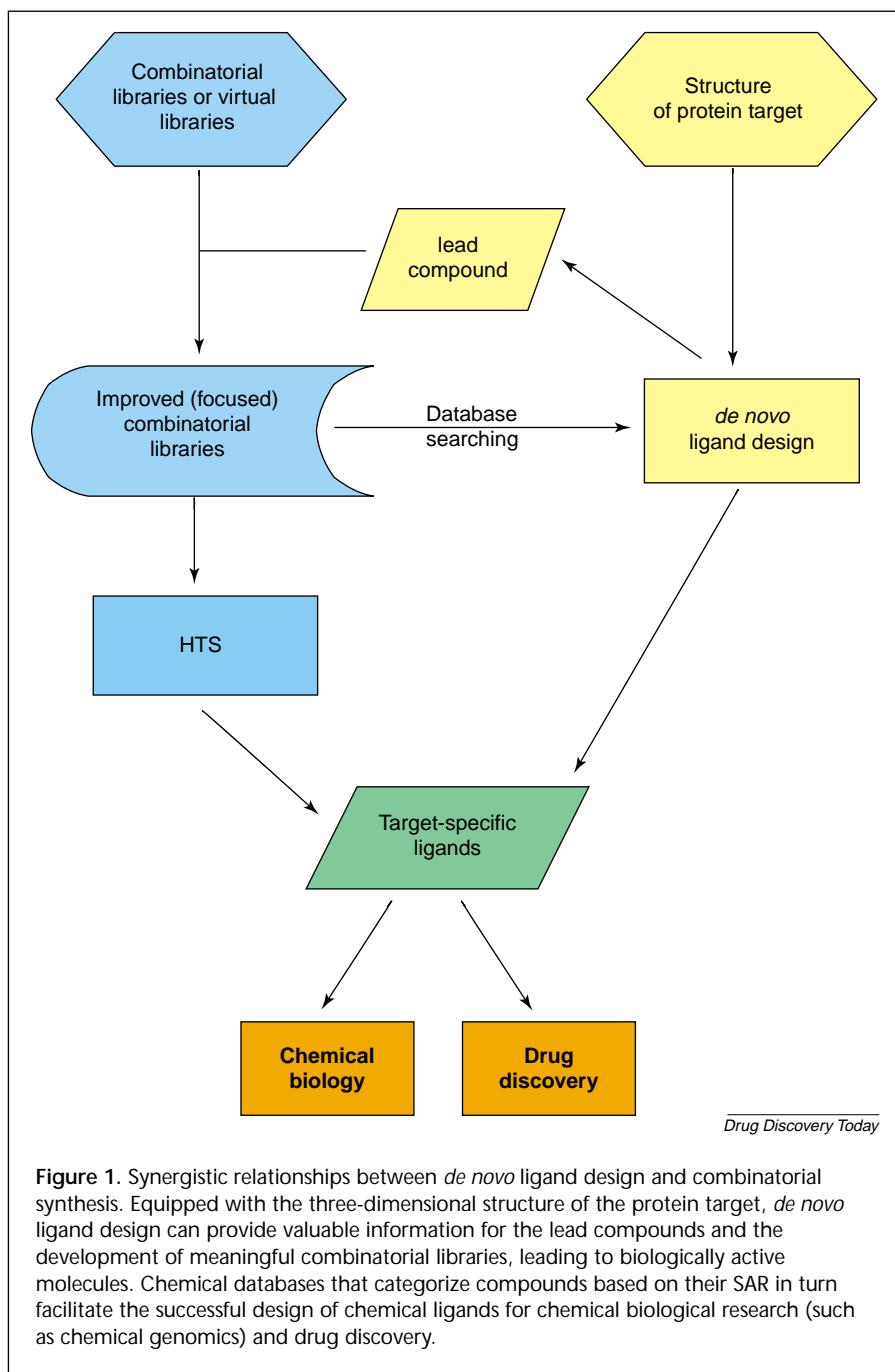 Combinatorial
libraries or virtual
libraries
Structure
of protein target
lead
compound
Improved (focused)
combinatorial
libraries
Database
searching
de novo
ligand design
HTS
Target-specific
ligands
Chemical
biology
Drug
discovery
Drug Discovery Today
Figure 1. Synergistic relationships between de novo ligand design and combinatorial
synthesis. Equipped with the three-dimensional structure of the protein target, de novo
ligand design can provide valuable information for the lead compounds and the
development of meaningful combinatorial libraries, leading to biologically active
molecules. Chemical databases that categorize compounds based on their SAR in turn
facilitate the successful design of chemical ligands for chemical biological research (such
as chemical genomics) and drug discovery.